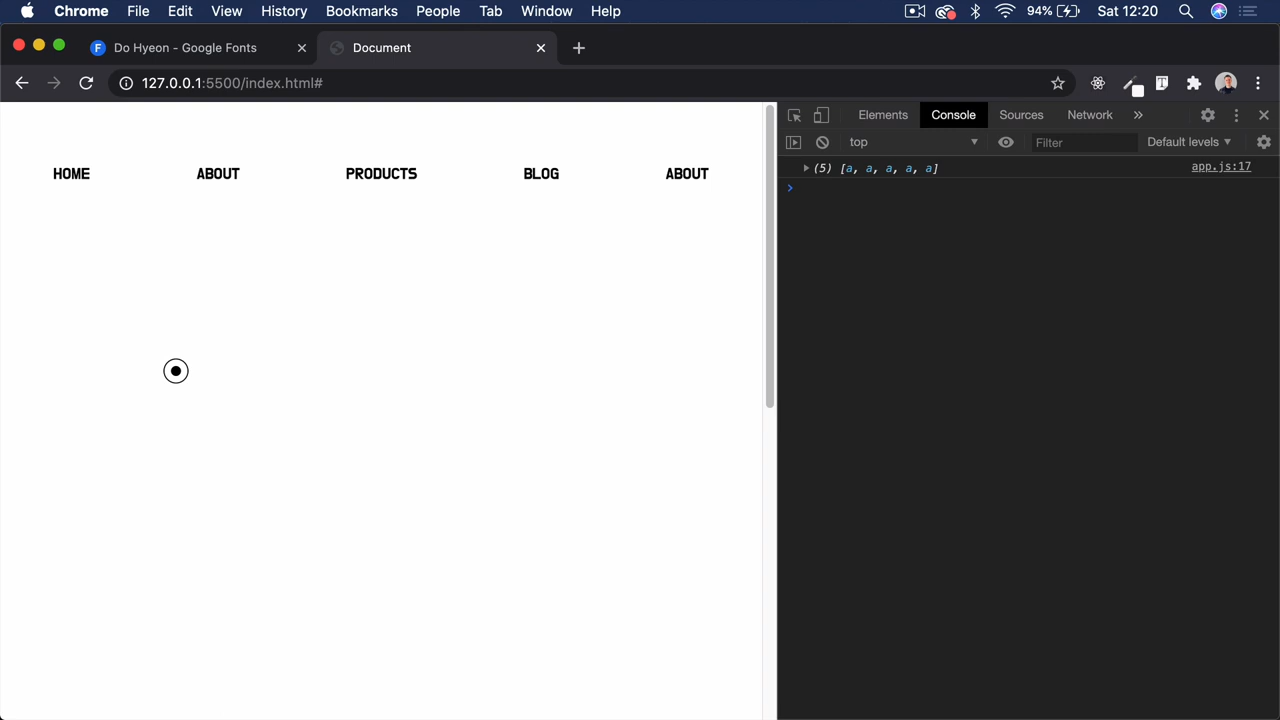 Chrome File Edit View History Bookmarks People Tab Window Help 94% Sat 12:20
Do Hyeon - Google Fonts Document
127.0.0.1:5500/index.html#
Elements Console Sources Network
top Filter Default levels
(5) [a, a, a, a, a] app.js:17
HOME ABOUT PRODUCTS BLOG ABOUT